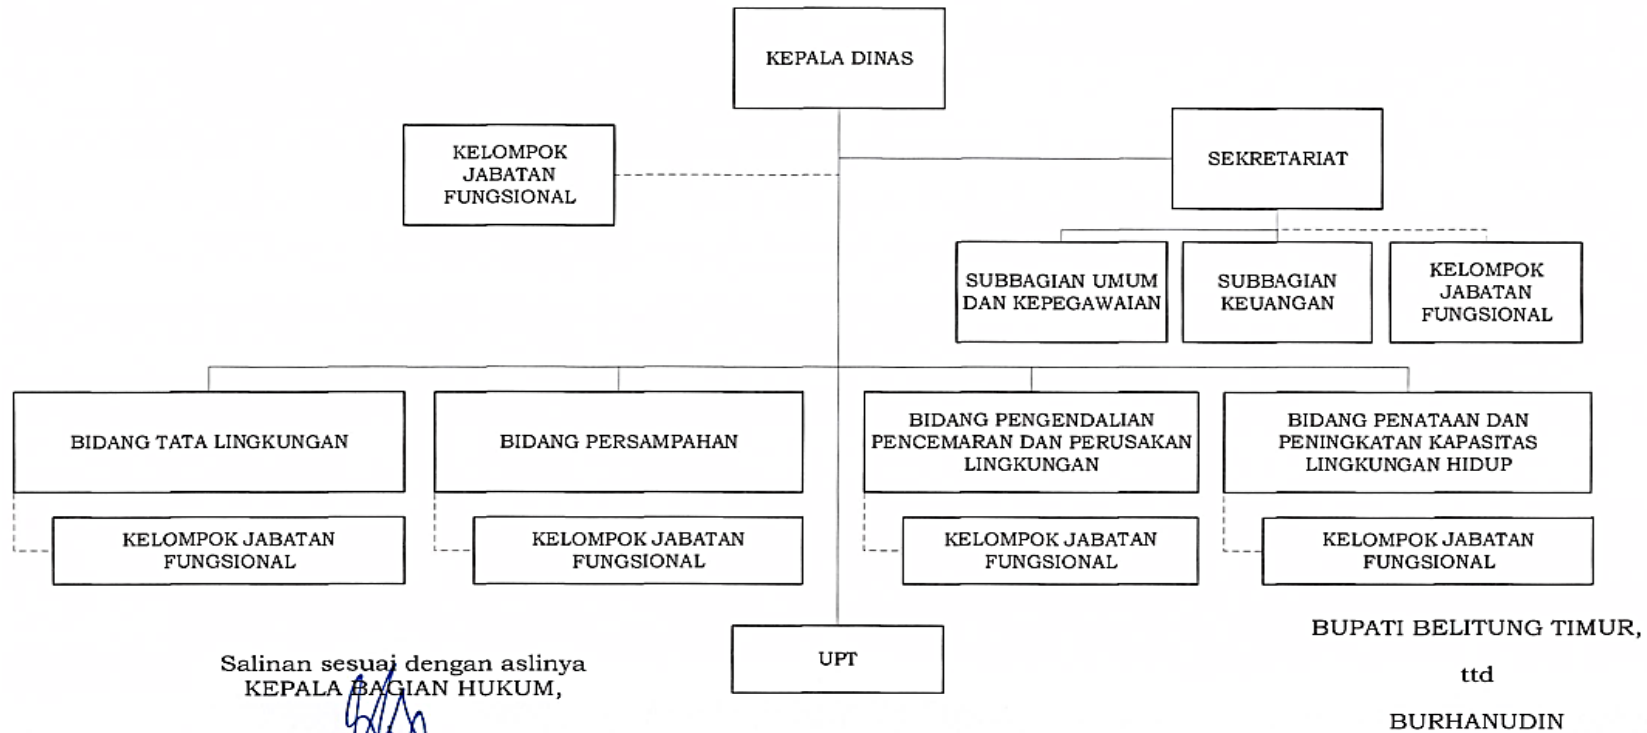 KEPALA DINAS
KELOMPOK
JABATAN
FUNGSIONAL
SEKRETARIAT
SUBBAGIAN UMUM
DAN KEPEGAWAIAN
SUBBAGIAN
KEUANGAN
KELOMPOK
JABATAN
FUNGSIONAL
BIDANG TATA LINGKUNGAN
BIDANG PERSAMPAHAN
BIDANG PENGENDALIAN
PENCEMARAN DAN PERUSAKAN
LINGKUNGAN
BIDANG PENATAAN DAN
PENINGKATAN KAPASITAS
LINGKUNGAN HIDUP
KELOMPOK JABATAN
FUNGSIONAL
KELOMPOK JABATAN
FUNGSIONAL
KELOMPOK JABATAN
FUNGSIONAL
KELOMPOK JABATAN
FUNGSIONAL
UPT
Salinan sesuai dengan aslinya
KEPALA BAGIAN HUKUM,
BUPATI BELITUNG TIMUR,
ttd
BURHANUDIN